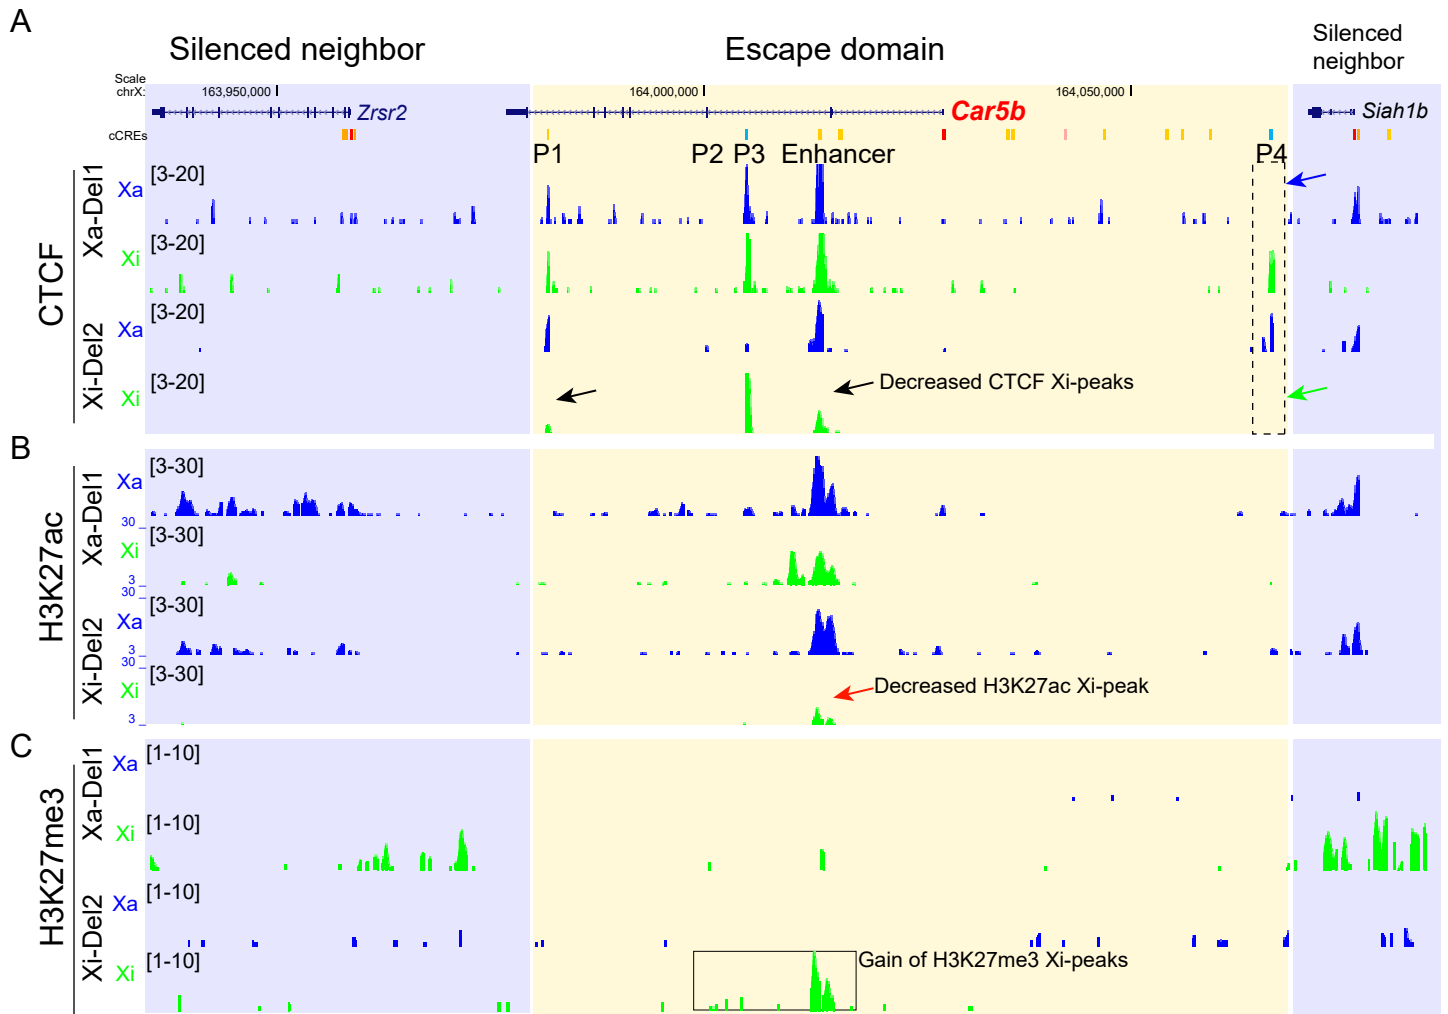 A
Silenced neighbor
Escape domain
Silenced
neighbor
Scale
chrX:
163,950,000
164,000,000
164,050,000
Zrsr2
Car5b
Siah1b
cCREs
P1
P2
P3
Enhancer
P4
CTCF
Xa-Del1
Xa
[3-20]
Xi
[3-20]
Xi-Del2
Xa
[3-20]
Xi
[3-20]
Decreased CTCF Xi-peaks
B
H3K27ac
Xa-Del1
Xa
[3-30]
30
Xi
[3-30]
3
30
Xi-Del2
Xa
[3-30]
3
30
Xi
[3-30]
3
Decreased H3K27ac Xi-peak
C
H3K27me3
Xa-Del1
Xa
[1-10]
Xi
[1-10]
Xi-Del2
Xa
[1-10]
Xi
[1-10]
Gain of H3K27me3 Xi-peaks